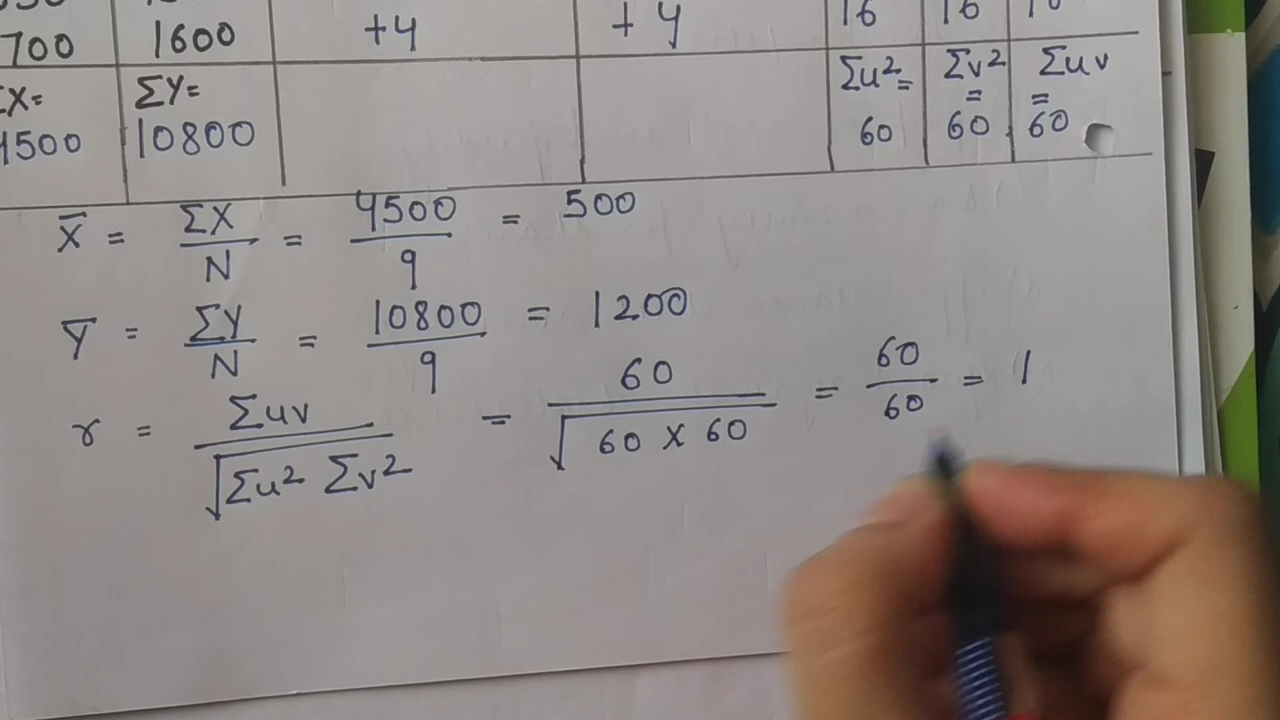 700 1600 +4 + 4 16 16
ΣX= ΣY= Σu²= Σv² = Σuv =
4500 10800 60 60 60
X̄ = ΣX/N = 4500/9 = 500
Ȳ = ΣY/N = 10800/9 = 1200
r = Σuv/√(Σu² Σv²) = 60/√(60 X 60) = 60/60 = 1